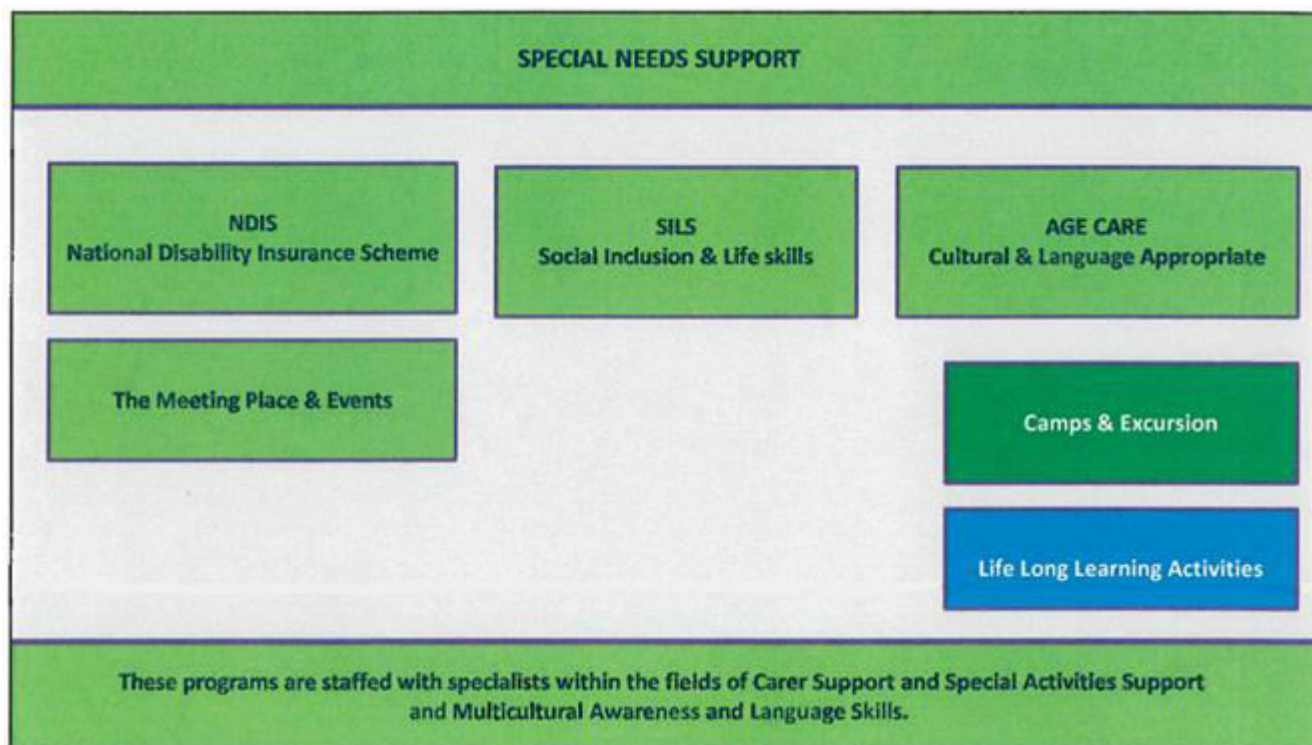 SPECIAL NEEDS SUPPORT
NDIS
National Disability Insurance Scheme
SILS
Social Inclusion & Life skills
AGE CARE
Cultural & Language Appropriate
The Meeting Place & Events
Camps & Excursion
Life Long Learning Activities
These programs are staffed with specialists within the fields of Carer Support and Special Activities Support
and Multicultural Awareness and Language Skills.